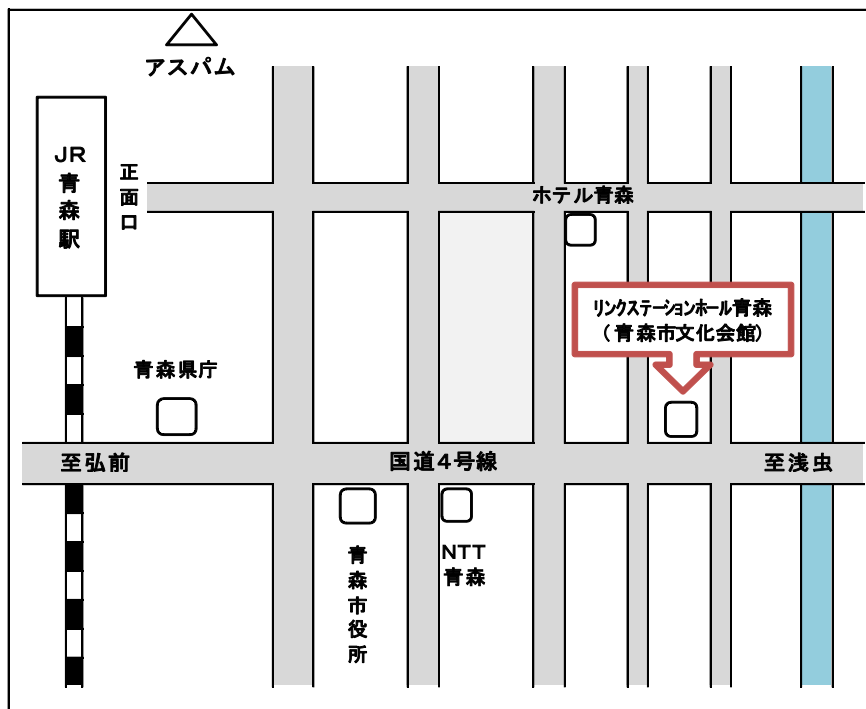 アスパム
JR青森駅
正面口
ホテル青森
リンクステーションホール青森
(青森市文化会館)
青森県庁
至弘前
国道4号線
至浅虫
青森市役所
NTT
青森